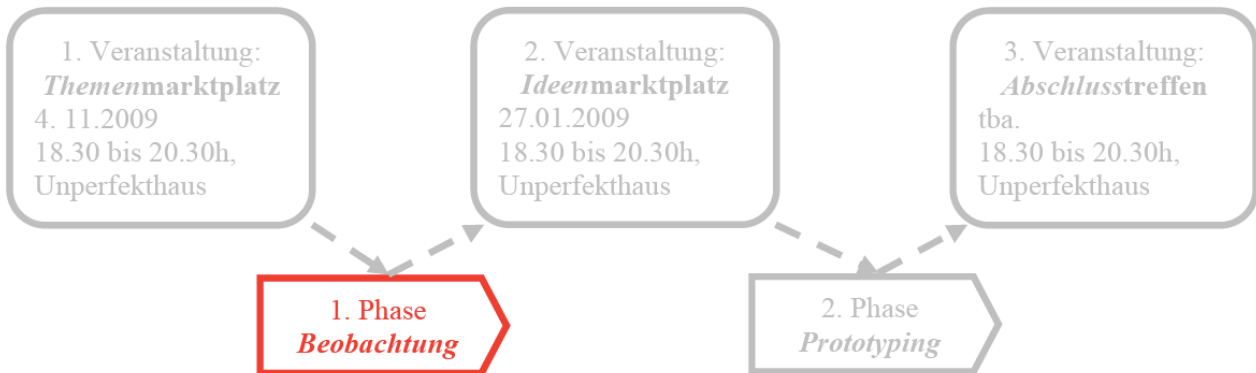 1. Veranstaltung:
Themenmarktplatz
4. 11.2009
18.30 bis 20.30h,
Unperfekthaus
2. Veranstaltung:
Ideenmarktplatz
27.01.2009
18.30 bis 20.30h,
Unperfekthaus
3. Veranstaltung:
Abschlusstreffen
tba.
18.30 bis 20.30h,
Unperfekthaus
1. Phase
Beobachtung
2. Phase
Prototyping